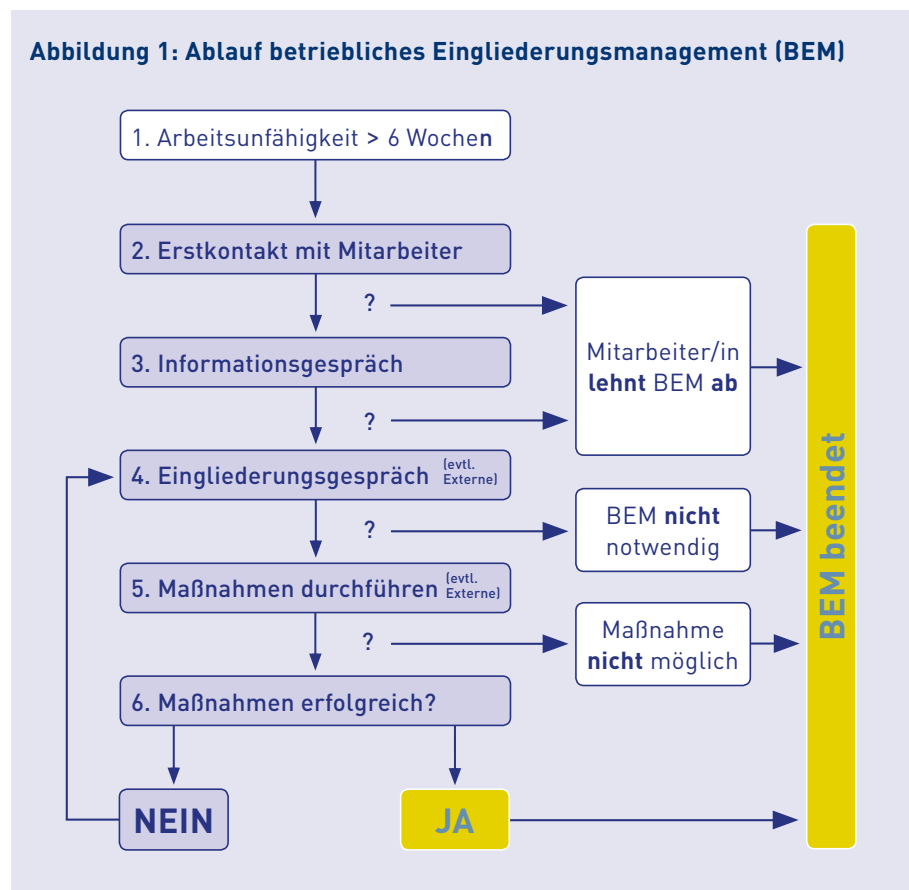 Abbildung 1: Ablauf betriebliches Eingliederungsmanagement (BEM)
1. Arbeitsunfähigkeit > 6 Wochen
2. Erstkontakt mit Mitarbeiter
?
3. Informationsgespräch
?
Mitarbeiter/in
lehnt BEM ab
4. Eingliederungsgespräch (evtl.
Externe)
?
BEM nicht
notwendig
5. Maßnahmen durchführen (evtl.
Externe)
?
Maßnahme
nicht möglich
6. Maßnahmen erfolgreich?
NEIN
JA
BEM beendet